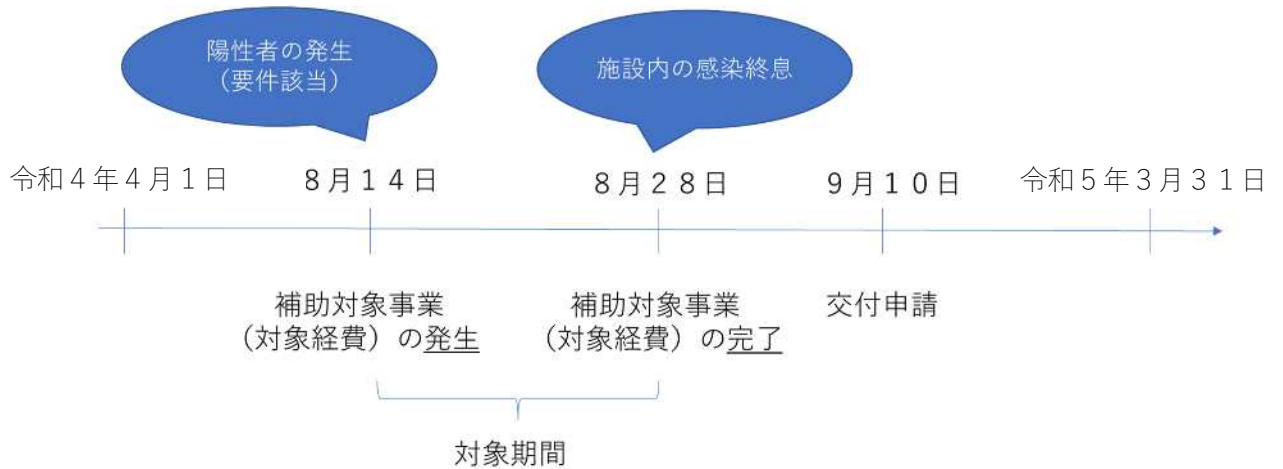 陽性者の発生
（要件該当）
施設内の感染終息
令和４年４月１日
８月１４日
８月２８日
９月１０日
令和５年３月３１日
補助対象事業
（対象経費）の発生
補助対象事業
（対象経費）の完了
交付申請
対象期間